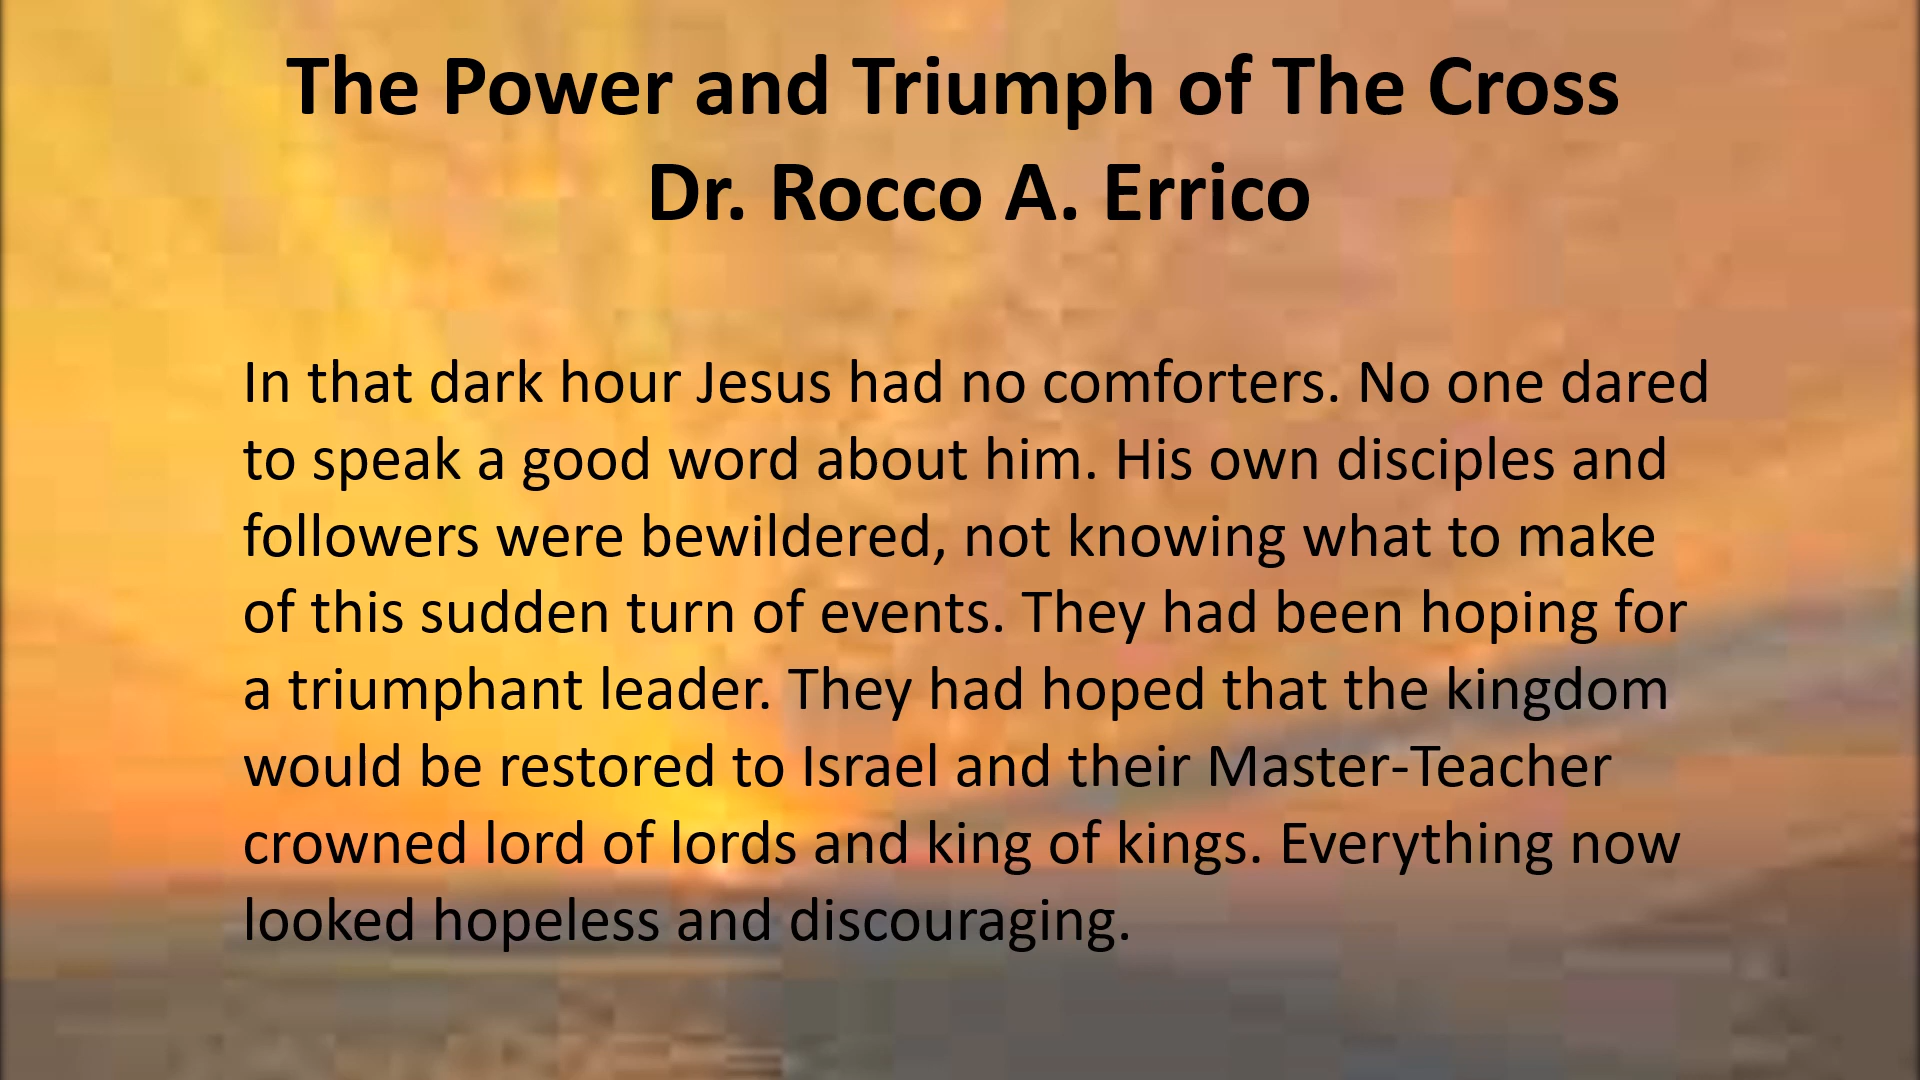 The Power and Triumph of The Cross
Dr. Rocco A. Errico
In that dark hour Jesus had no comforters. No one dared
to speak a good word about him. His own disciples and
followers were bewildered, not knowing what to make
of this sudden turn of events. They had been hoping for
a triumphant leader. They had hoped that the kingdom
would be restored to Israel and their Master-Teacher
crowned lord of lords and king of kings. Everything now
looked hopeless and discouraging.